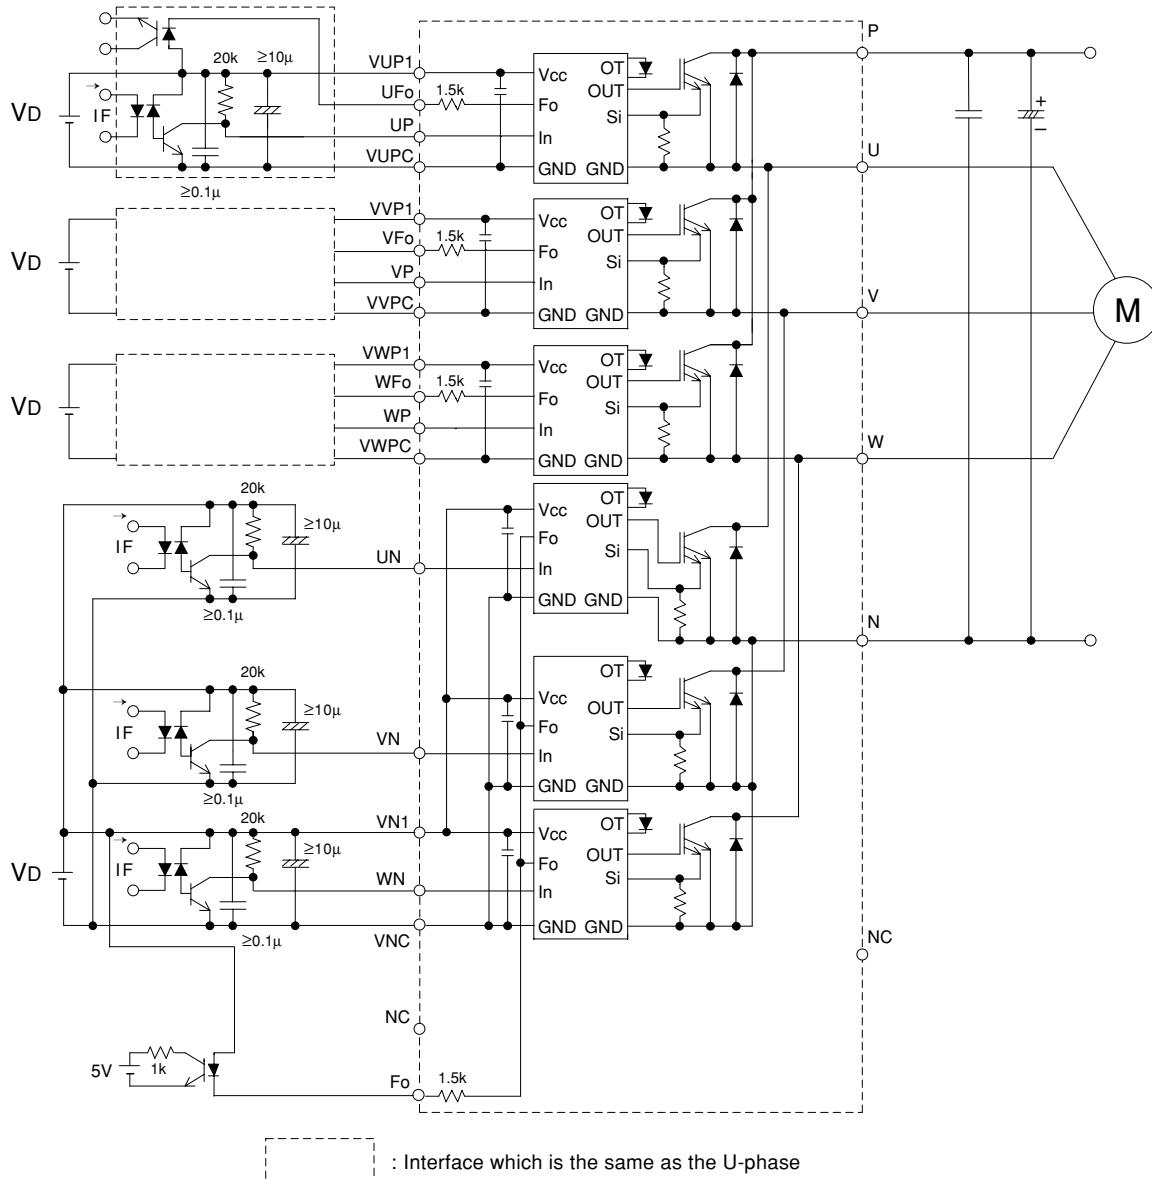 P
20k
≥10μ
VUP1
Vcc
OT
UFo
1.5k
OUT
VD
IF
Fo
Si
+
−
UP
In
VUPC
GND GND
U
≥0.1μ
VVP1
Vcc
OT
VFo
1.5k
OUT
VD
Fo
Si
VP
In
V
VVPC
GND GND
M
VWP1
Vcc
OT
WFo
1.5k
OUT
VD
Fo
Si
WP
In
W
VWPC
GND GND
20k
OT
Vcc
≥10μ
OUT
IF
Fo
UN
Si
In
≥0.1μ
GND GND
N
20k
OT
Vcc
≥10μ
OUT
IF
Fo
VN
Si
In
GND GND
≥0.1μ
20k
VN1
Vcc
OT
≥10μ
OUT
IF
Fo
VD
WN
Si
In
GND GND
≥0.1μ
VNC
NC
NC
5V
1k
Fo
1.5k
: Interface which is the same as the U-phase